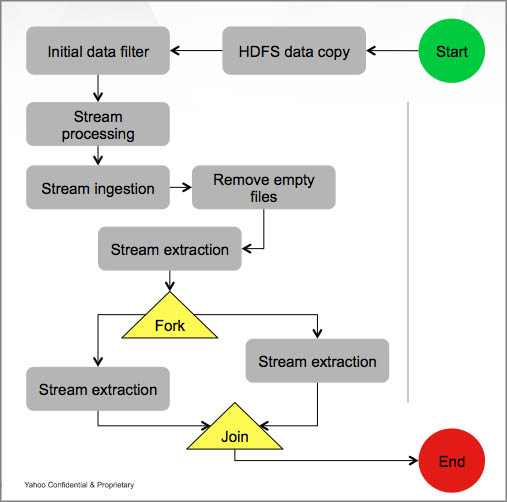 Start
HDFS data copy
Initial data filter
Stream
processing
Stream ingestion
Remove empty
files
Stream extraction
Fork
Stream extraction
Stream extraction
Join
End
Yahoo Confidential & Proprietary